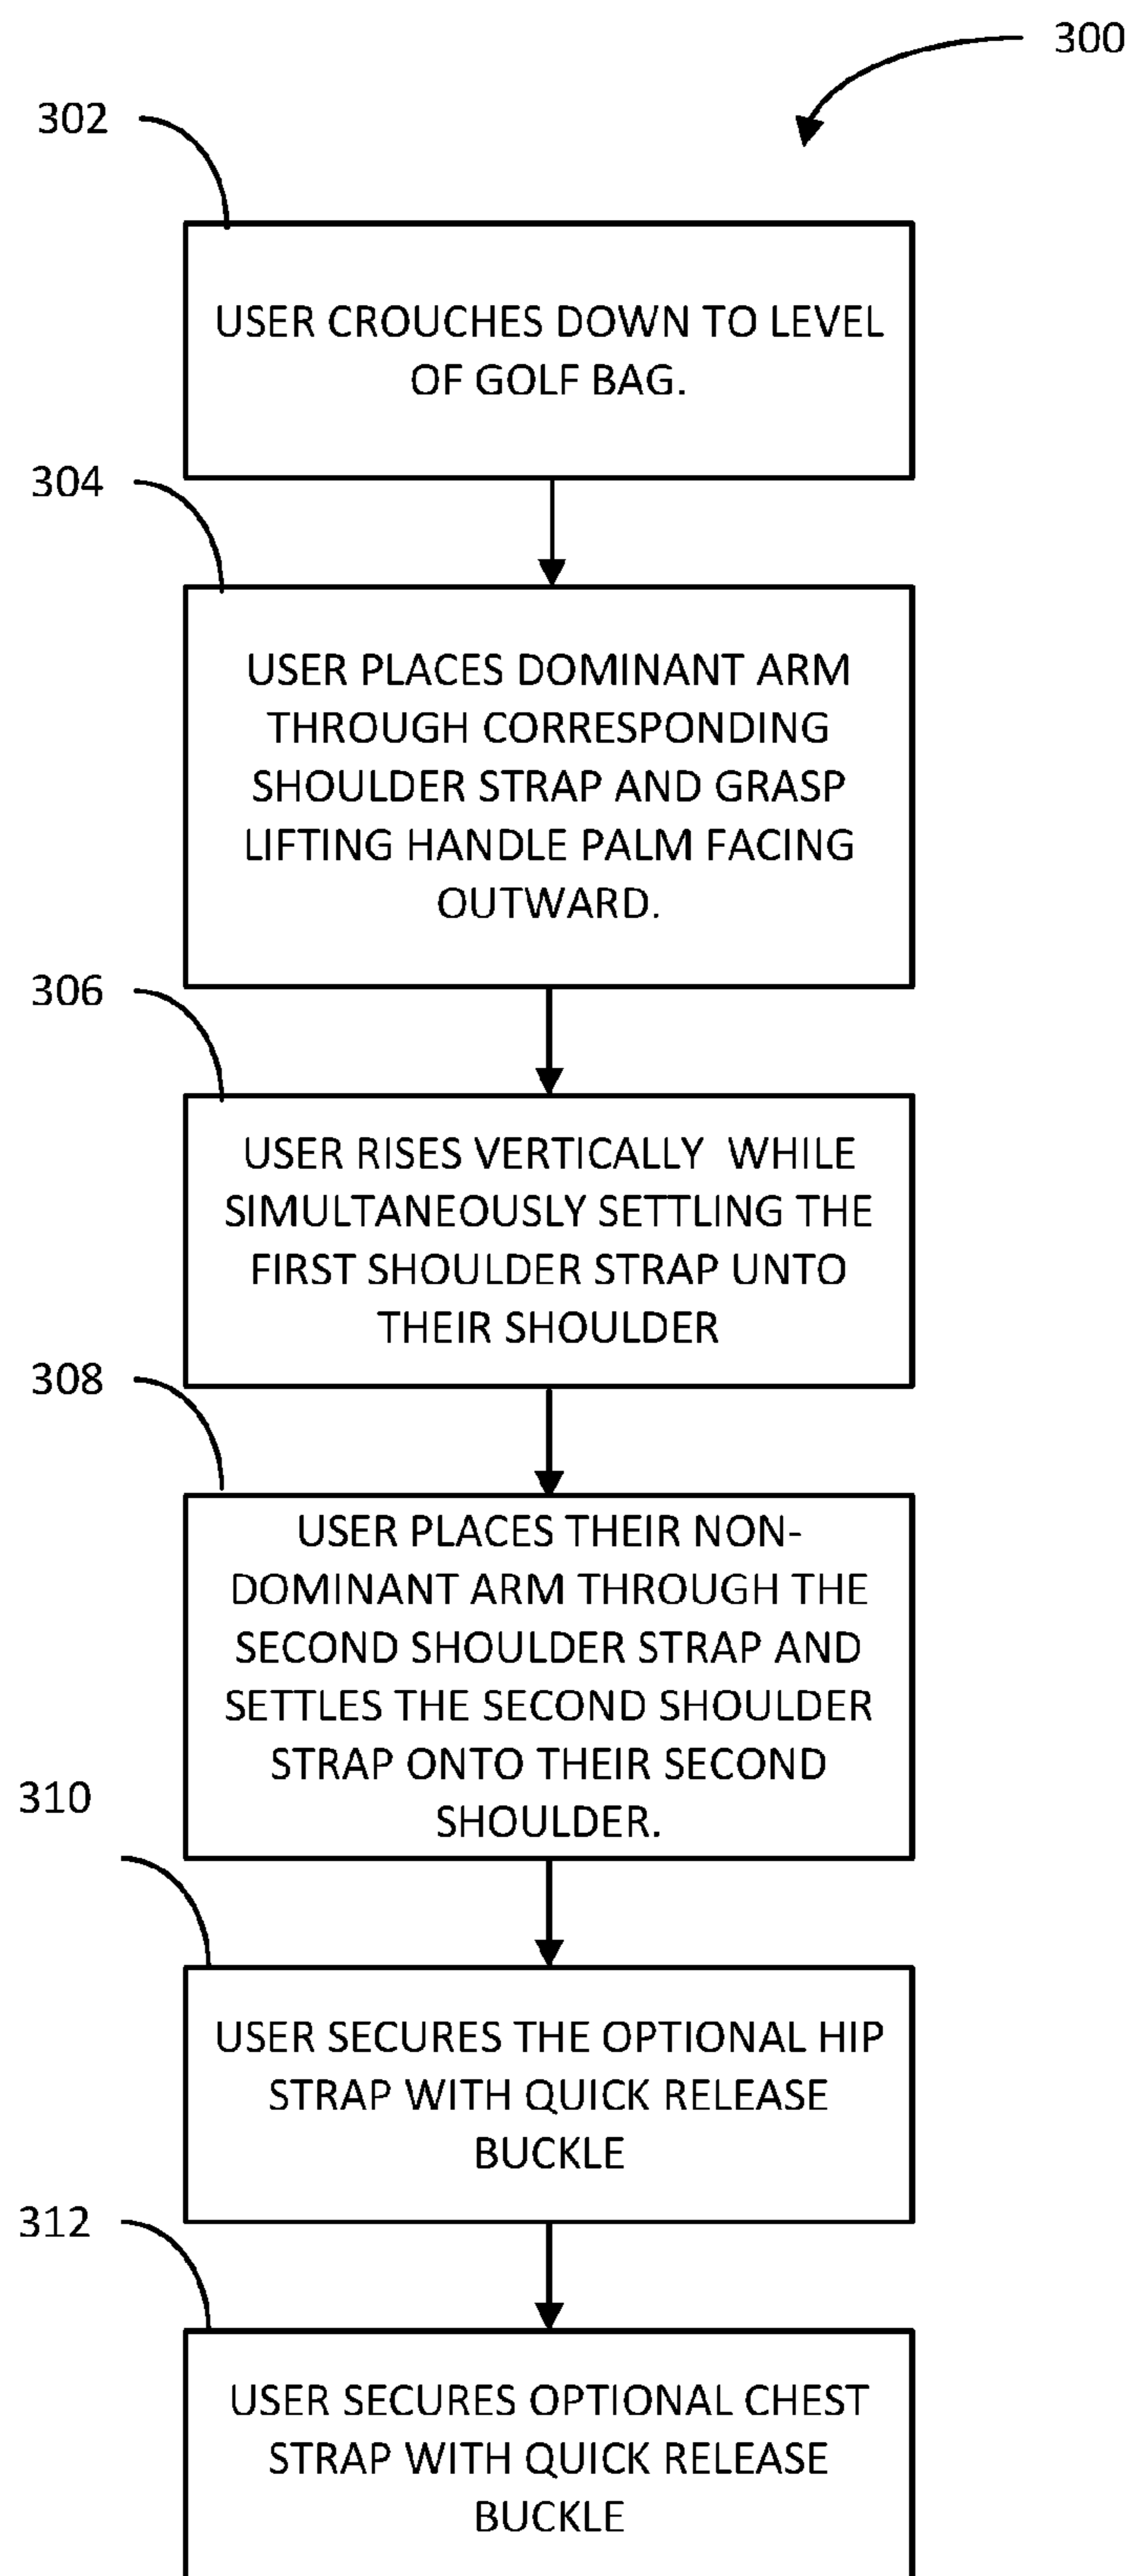 300
302
USER CROUCHES DOWN TO LEVEL
OF GOLF BAG.
304
USER PLACES DOMINANT ARM
THROUGH CORRESPONDING
SHOULDER STRAP AND GRASP
LIFTING HANDLE PALM FACING
OUTWARD.
306
USER RISES VERTICALLY  WHILE
SIMULTANEOUSLY SETTLING THE
FIRST SHOULDER STRAP UNTO
THEIR SHOULDER
308
USER PLACES THEIR NON-
DOMINANT ARM THROUGH THE
SECOND SHOULDER STRAP AND
SETTLES THE SECOND SHOULDER
STRAP ONTO THEIR SECOND
SHOULDER.
310
USER SECURES THE OPTIONAL HIP
STRAP WITH QUICK RELEASE
BUCKLE
312
USER SECURES OPTIONAL CHEST
STRAP WITH QUICK RELEASE
BUCKLE